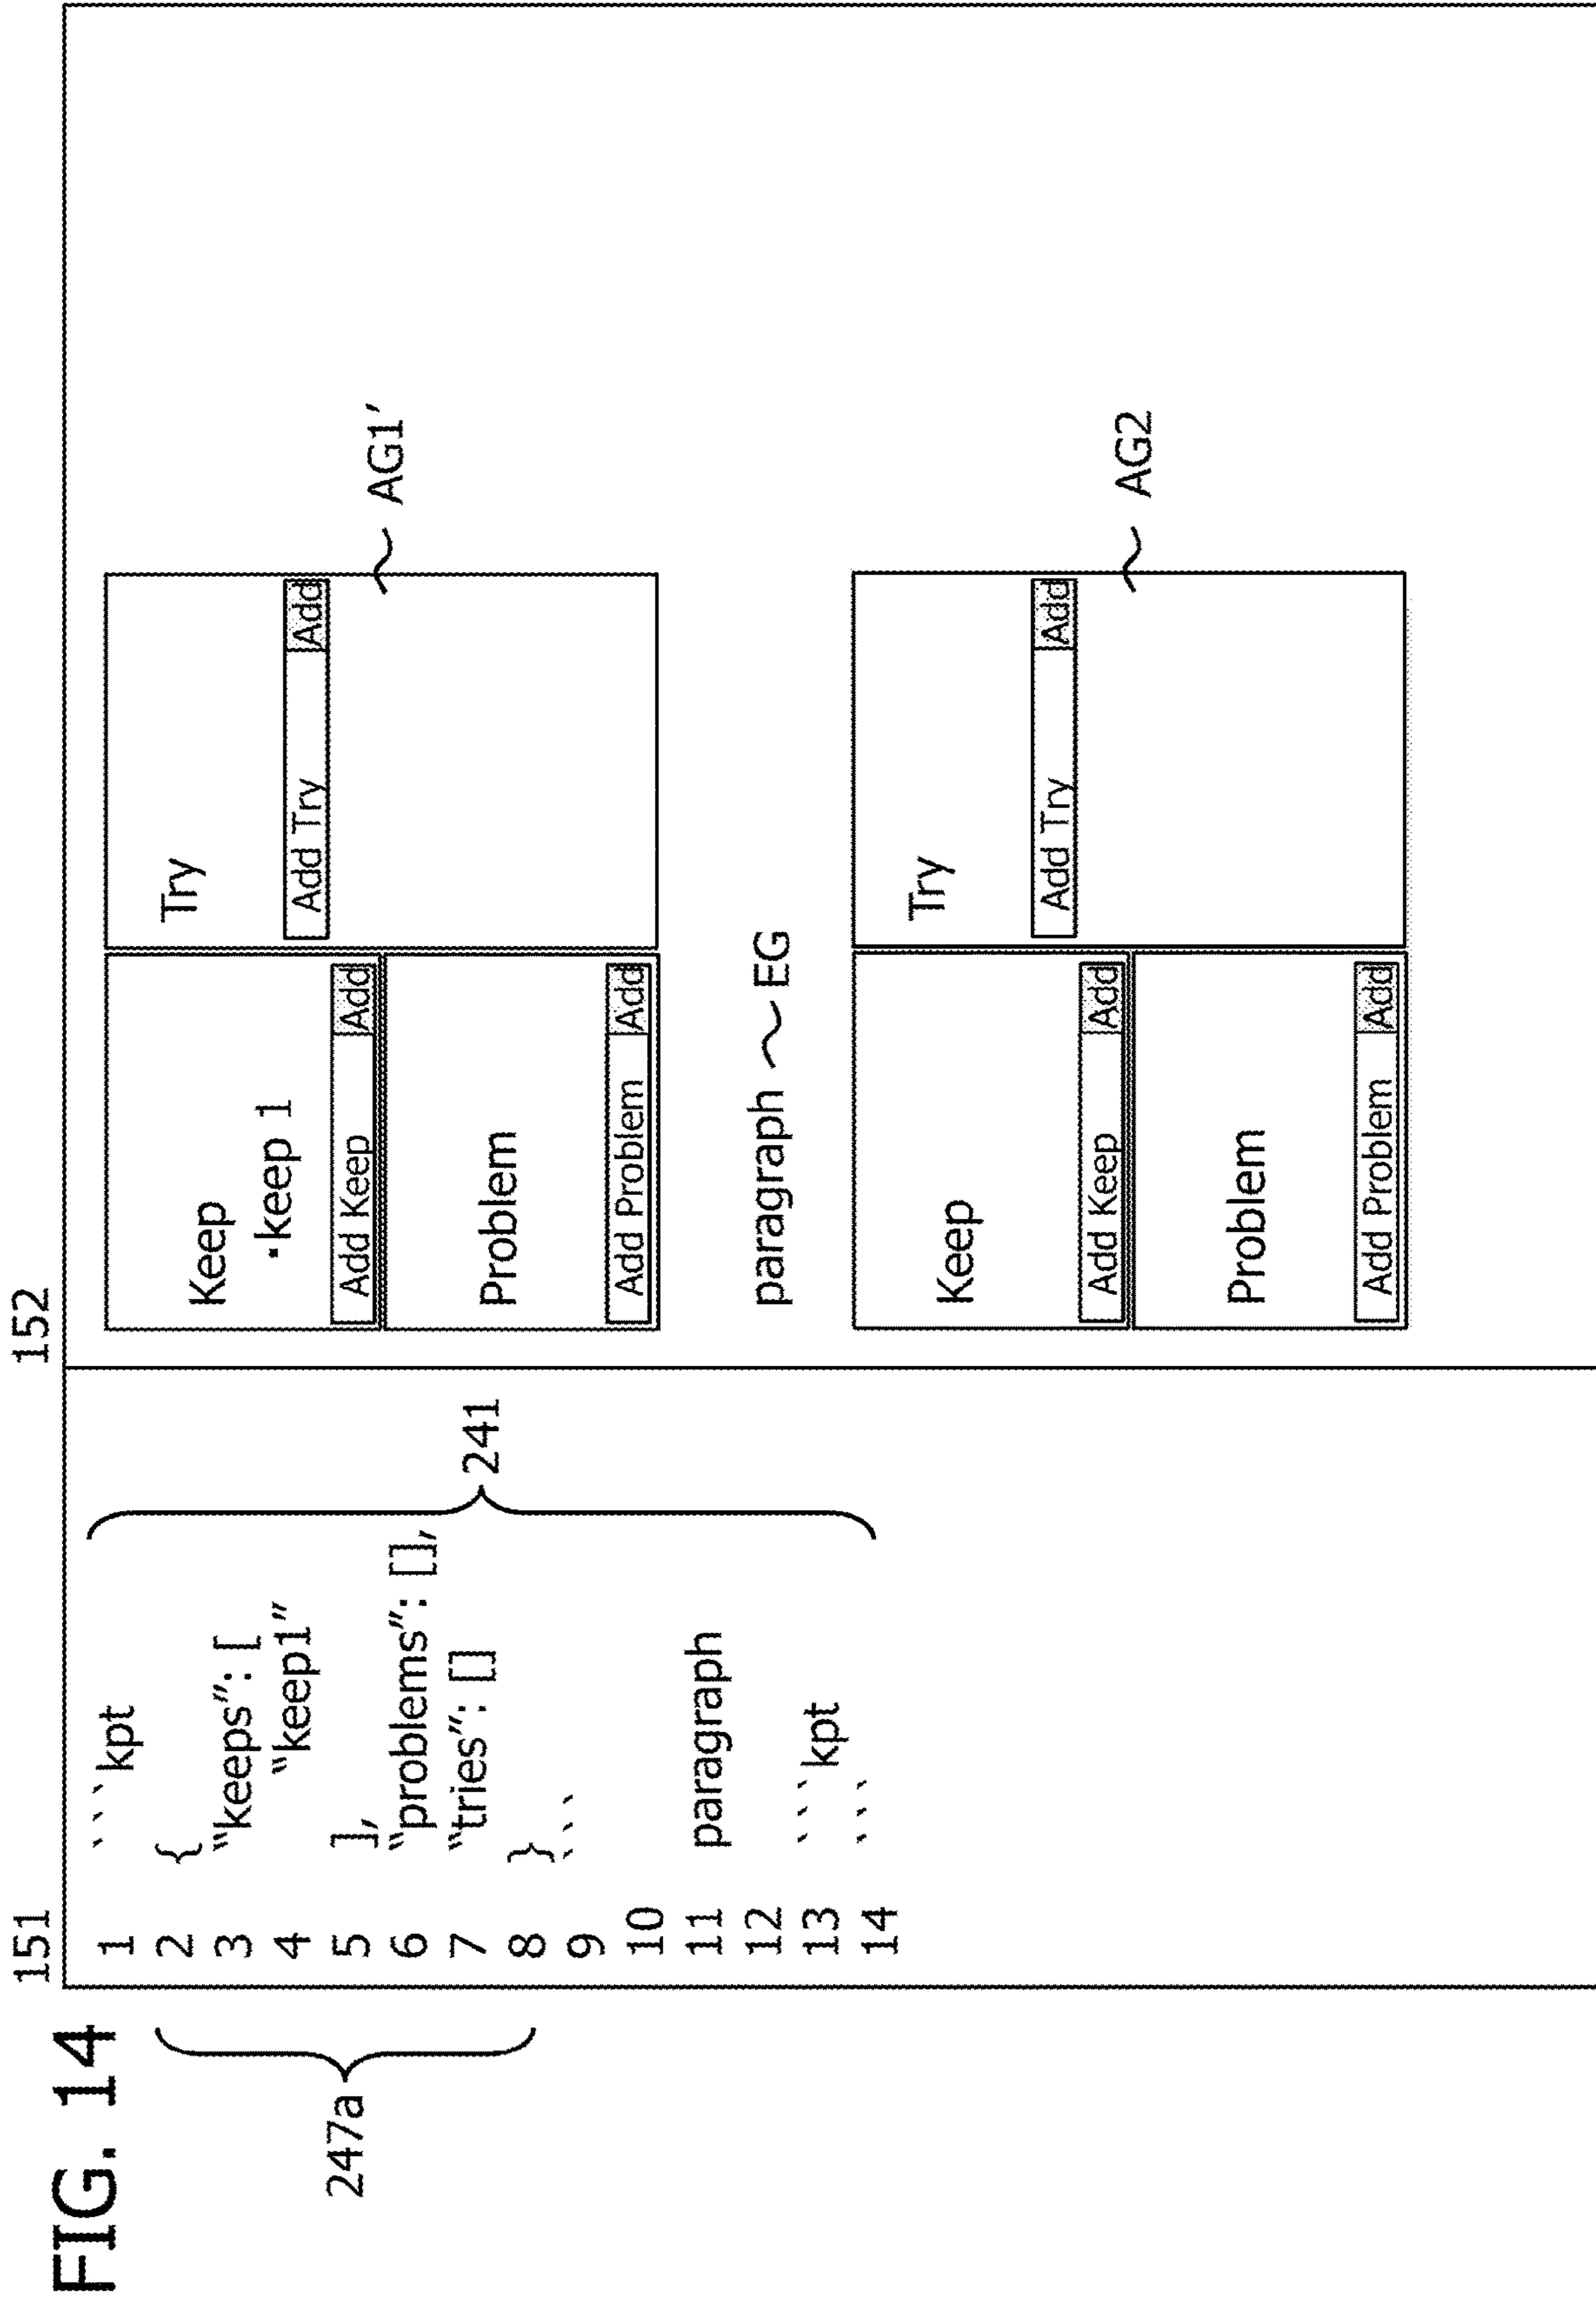 FIG. 14
151
152
247a
1 ```kpt
2 {
3 “keeps”: [
4 “keep1”
5 ],
6 “problems”: [],
7 “tries”: []
8 }
9 ```
10
11 paragraph
12
13 ```kpt
14 ```
241
Keep
·keep 1
Add Keep Add
Problem
Add Problem Add
Try
Add Try Add
AG1’
paragraph EG
Keep
Add Keep Add
Problem
Add Problem Add
Try
Add Try Add
AG2